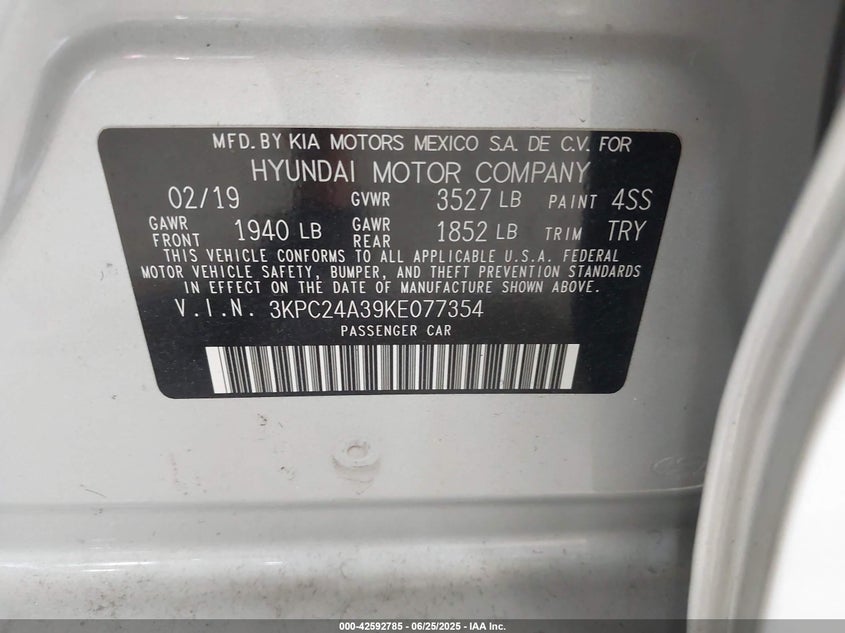 MFD. BY KIA MOTORS MEXICO S.A. DE C.V. FOR
HYUNDAI MOTOR COMPANY
02/19 GVWR 3527 LB PAINT 4SS
GAWR FRONT 1940 LB GAWR REAR 1852 LB TRIM TRY
THIS VEHICLE CONFORMS TO ALL APPLICABLE U.S.A. FEDERAL
MOTOR VEHICLE SAFETY, BUMPER, AND THEFT PREVENTION STANDARDS
IN EFFECT ON THE DATE OF MANUFACTURE SHOWN ABOVE.
V.I.N. 3KPC24A39KE077354
PASSENGER CAR
000-42592785 - 06/25/2025 - IAA Inc.